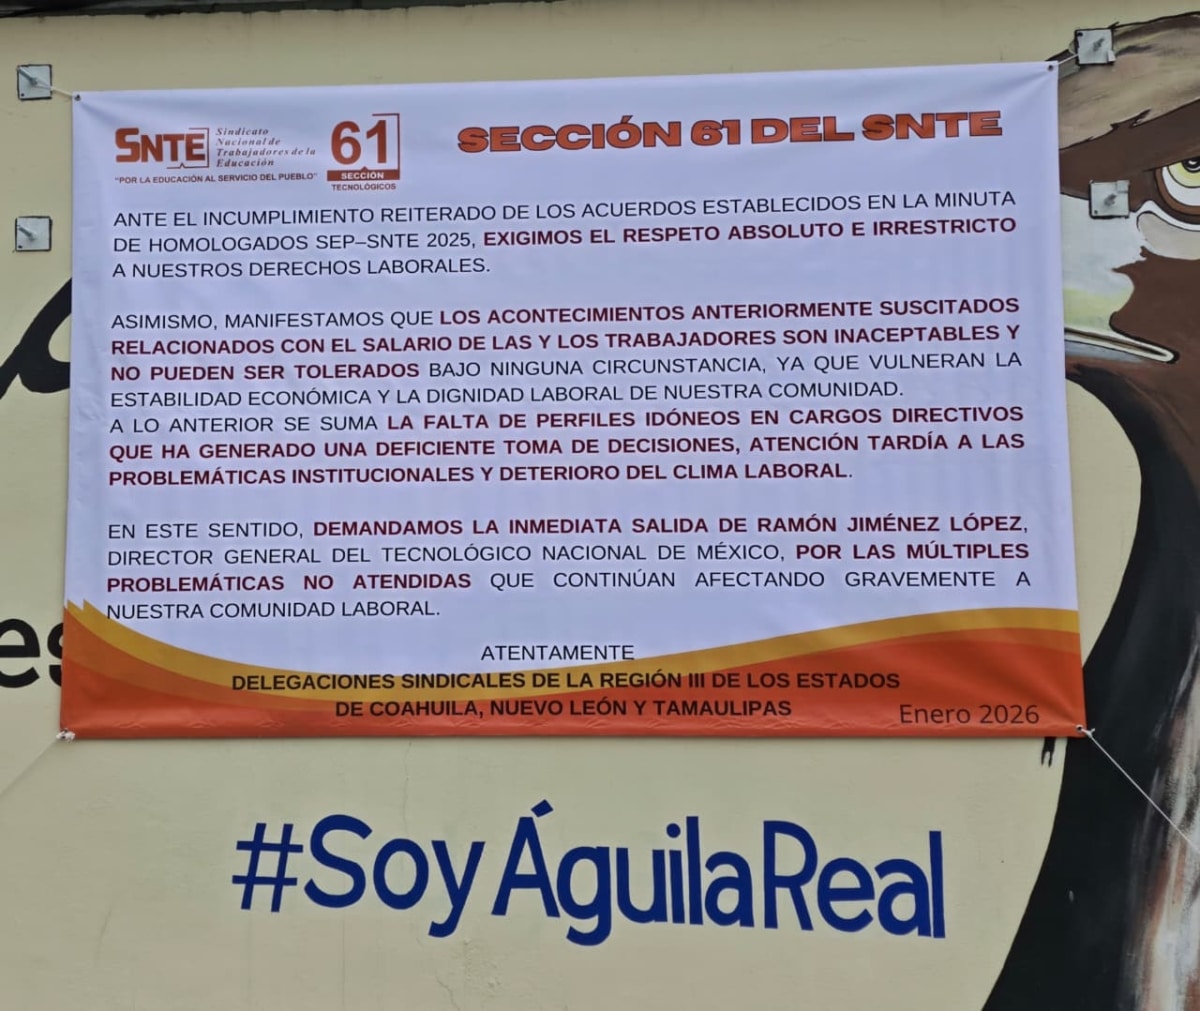 SNTE
Sindicato
Nacional de
Trabajadores de la
Educación
"POR LA EDUCACIÓN AL SERVICIO DEL PUEBLO"
61
SECCIÓN
TECNOLÓGICOS
SECCIÓN 61 DEL SNTE
ANTE EL INCUMPLIMIENTO REITERADO DE LOS ACUERDOS ESTABLECIDOS EN LA MINUTA
DE HOMOLOGADOS SEP–SNTE 2025, EXIGIMOS EL RESPETO ABSOLUTO E IRRESTRICTO
A NUESTROS DERECHOS LABORALES.
ASIMISMO, MANIFESTAMOS QUE LOS ACONTECIMIENTOS ANTERIORMENTE SUSCITADOS
RELACIONADOS CON EL SALARIO DE LAS Y LOS TRABAJADORES SON INACEPTABLES Y
NO PUEDEN SER TOLERADOS BAJO NINGUNA CIRCUNSTANCIA, YA QUE VULNERAN LA
ESTABILIDAD ECONÓMICA Y LA DIGNIDAD LABORAL DE NUESTRA COMUNIDAD.
A LO ANTERIOR SE SUMA LA FALTA DE PERFILES IDÓNEOS EN CARGOS DIRECTIVOS
QUE HA GENERADO UNA DEFICIENTE TOMA DE DECISIONES, ATENCIÓN TARDÍA A LAS
PROBLEMÁTICAS INSTITUCIONALES Y DETERIORO DEL CLIMA LABORAL.
EN ESTE SENTIDO, DEMANDAMOS LA INMEDIATA SALIDA DE RAMÓN JIMÉNEZ LÓPEZ,
DIRECTOR GENERAL DEL TECNOLÓGICO NACIONAL DE MÉXICO, POR LAS MÚLTIPLES
PROBLEMÁTICAS NO ATENDIDAS QUE CONTINÚAN AFECTANDO GRAVEMENTE A
NUESTRA COMUNIDAD LABORAL.
ATENTAMENTE
DELEGACIONES SINDICALES DE LA REGIÓN III DE LOS ESTADOS
DE COAHUILA, NUEVO LEÓN Y TAMAULIPAS
Enero 2026
#SoyÁguilaReal